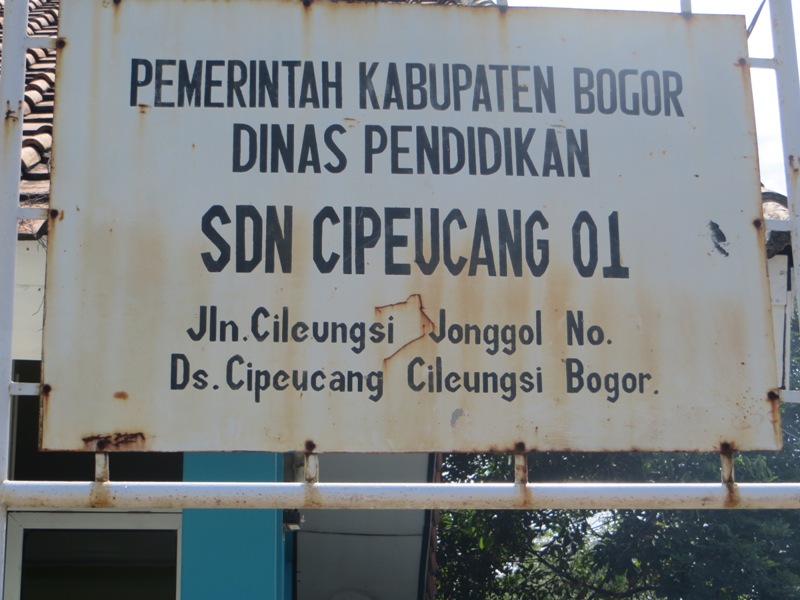 PEMERINTAH KABUPATEN BOGOR
DINAS PENDIDIKAN
SDN CIPEUCANG 01
Jln.Cileungsi Jonggol No.
Ds.Cipeucang Cileungsi Bogor.